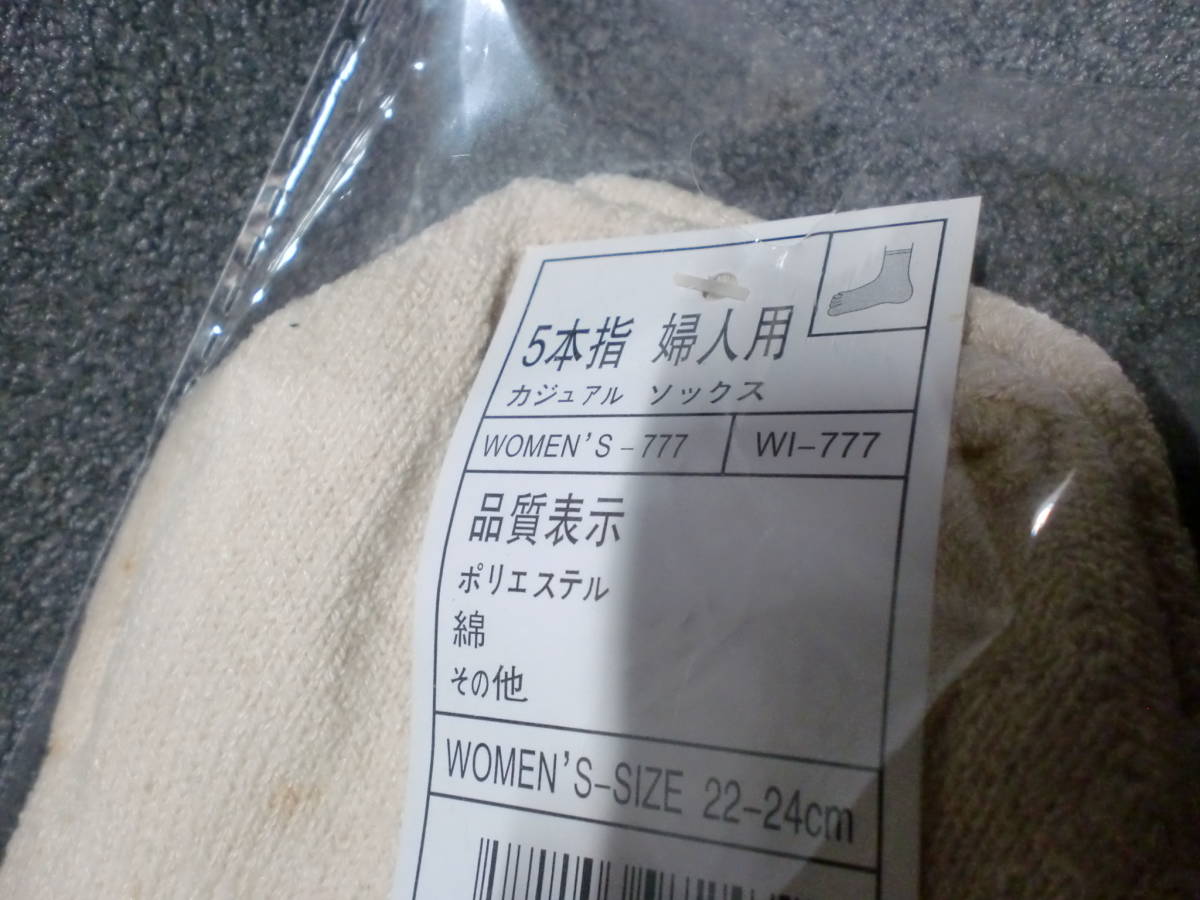 5本指 婦人用
カジュアル ソックス
WOMEN'S-777 WI-777
品質表示
ポリエステル
綿
その他
WOMEN'S-SIZE 22-24cm